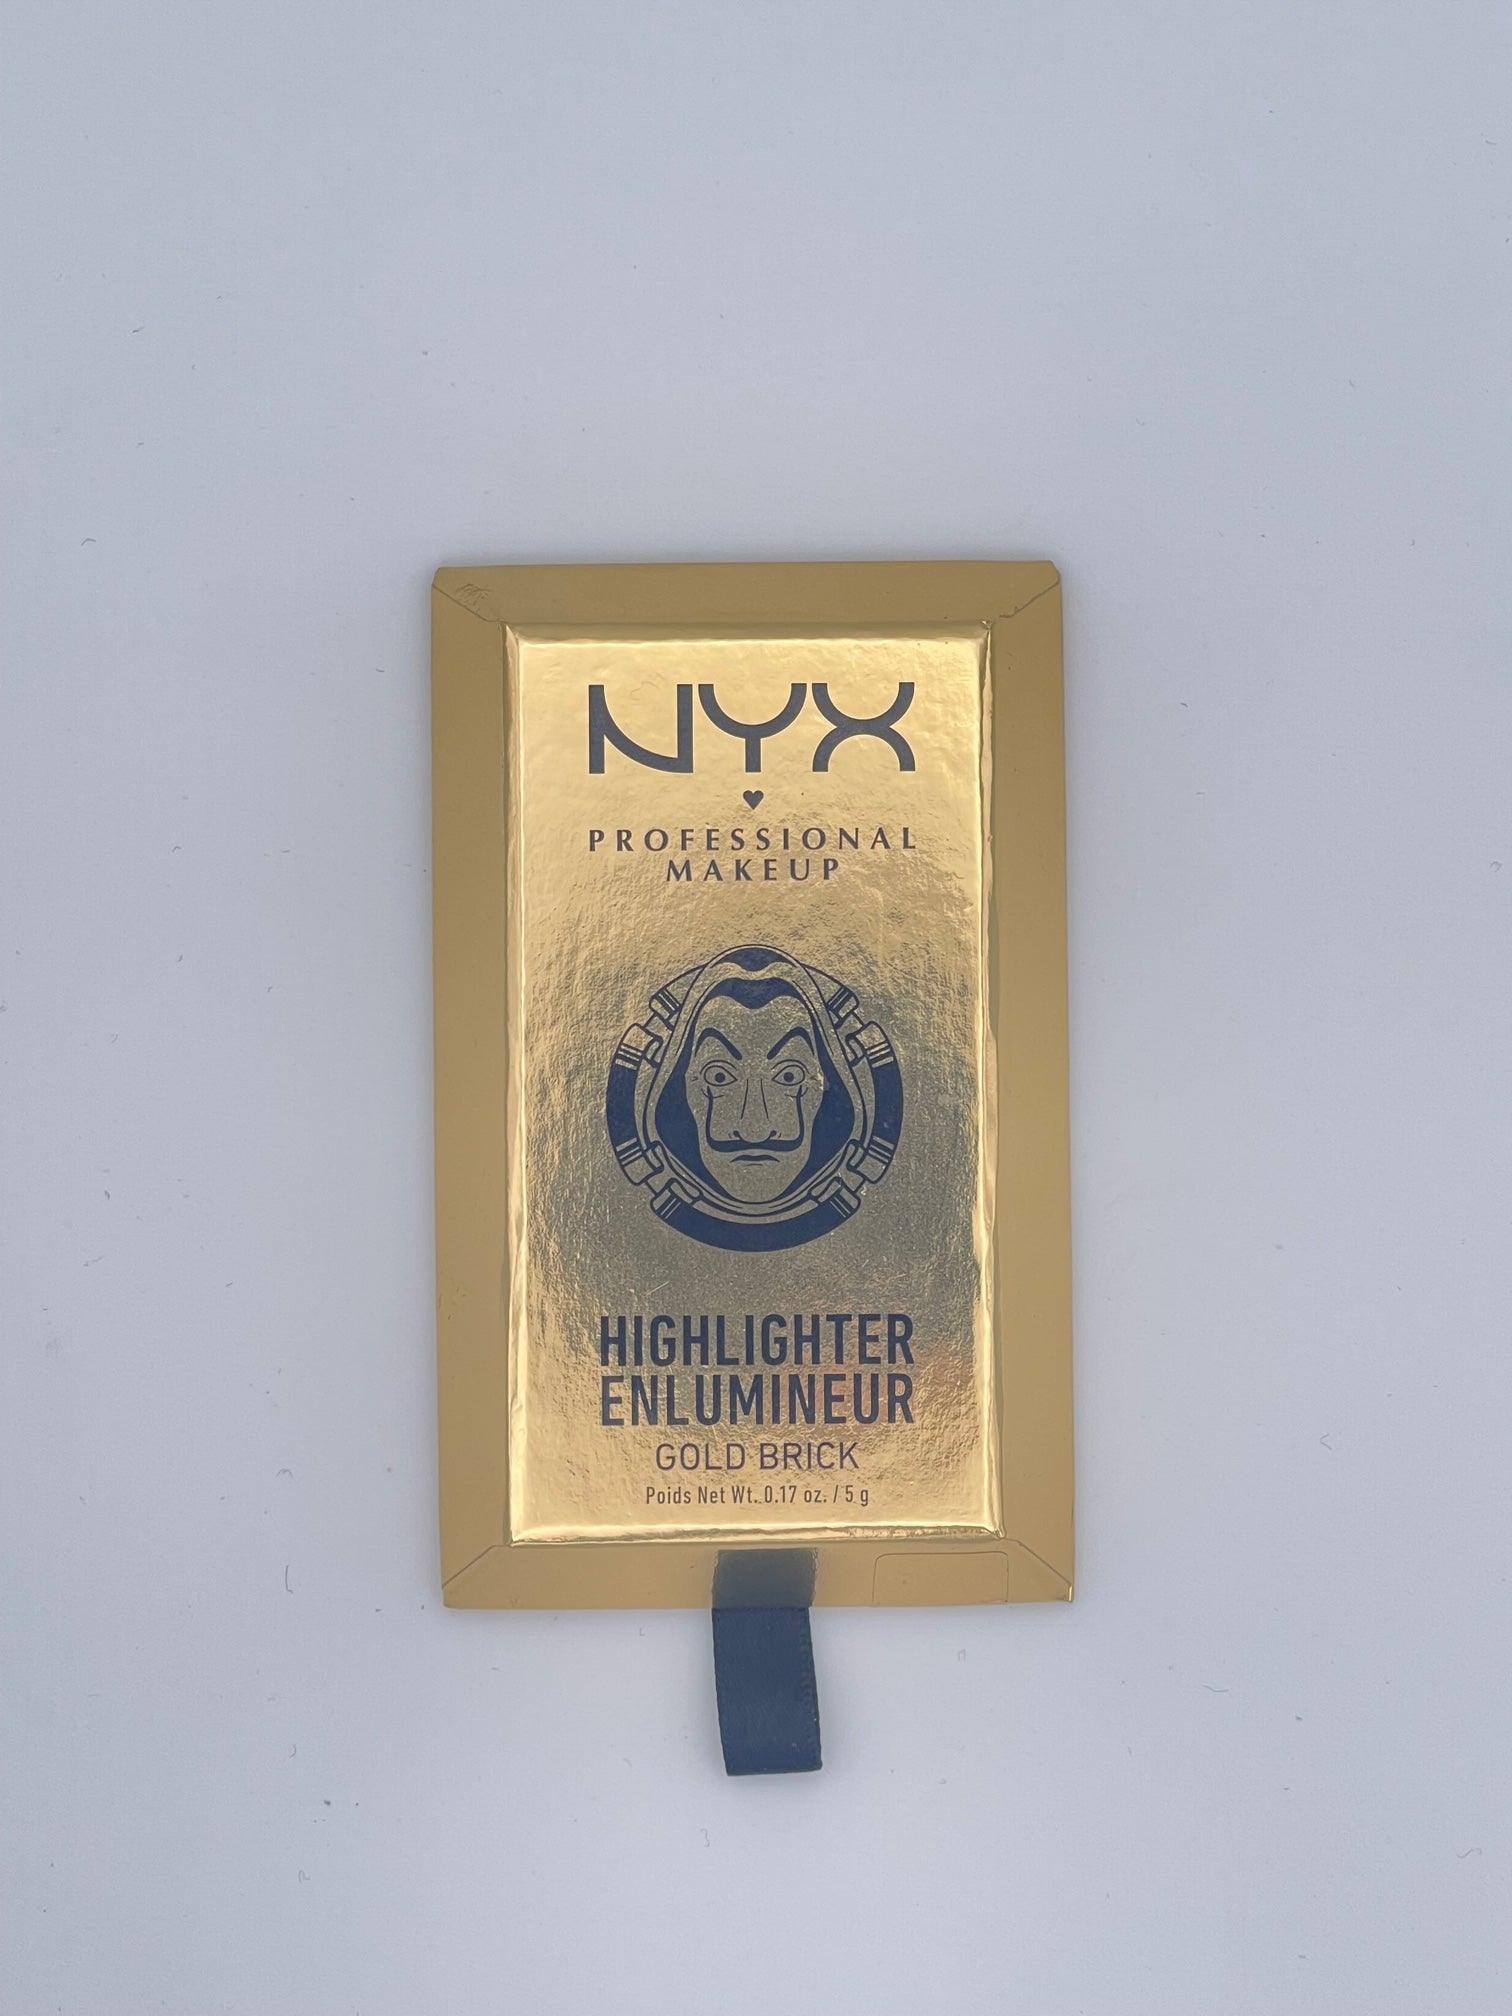 NYX
PROFESSIONAL
MAKEUP
HIGHLIGHTER
ENLUMINEUR
GOLD BRICK
Poids Net Wt. 0.17 oz. / 5 g